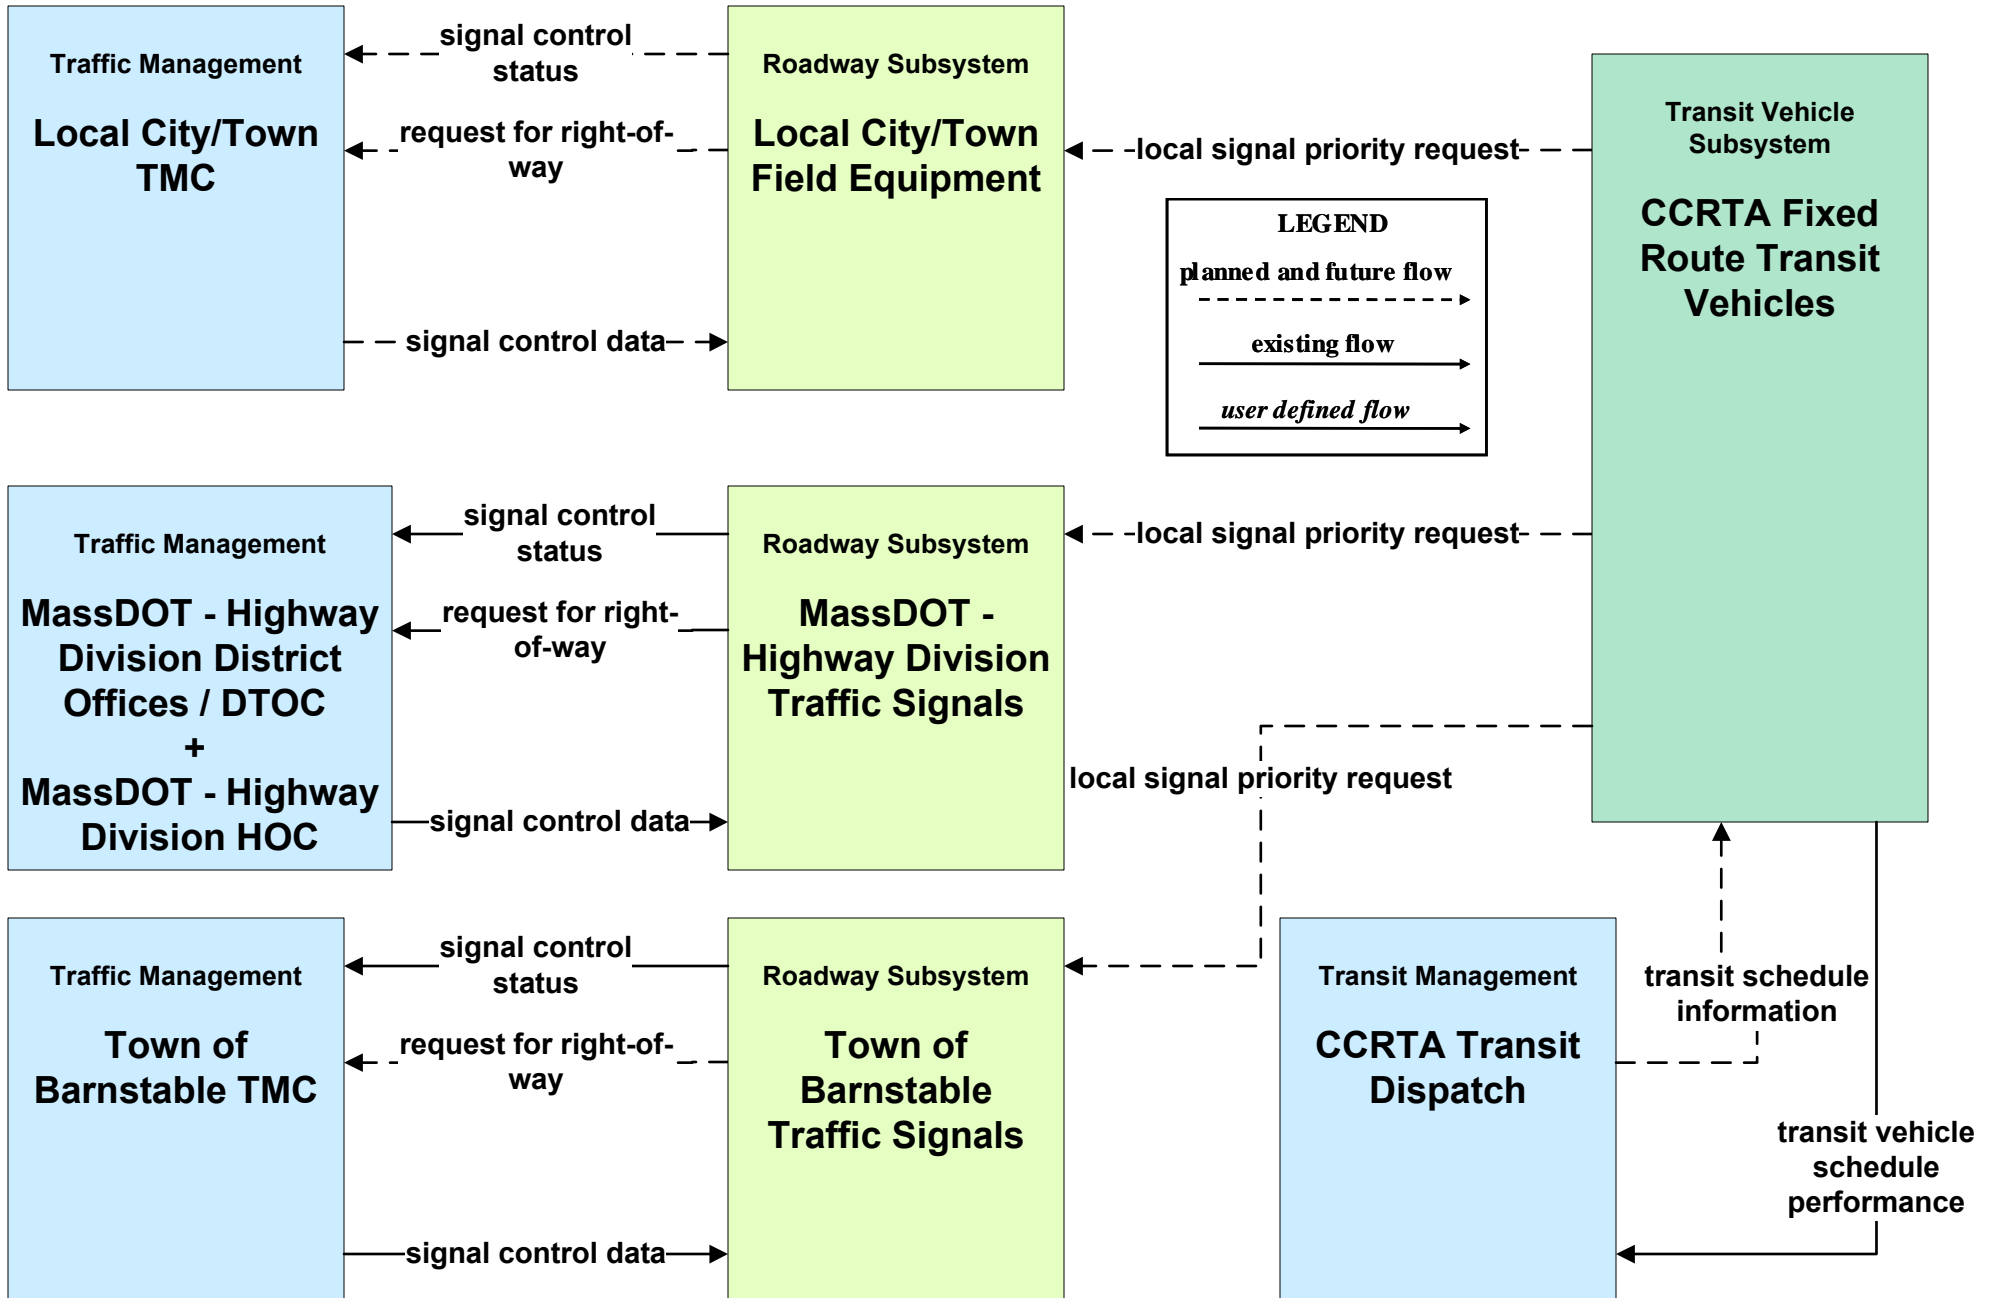 Traffic Management
Local City/Town
TMC
signal control
status
request for right-of-
way
signal control data
Roadway Subsystem
Local City/Town
Field Equipment
local signal priority request
LEGEND
planned and future flow
existing flow
user defined flow
Transit Vehicle
Subsystem
CCRTA Fixed
Route Transit
Vehicles
Traffic Management
MassDOT - Highway
Division District
Offices / DTOC
+
MassDOT - Highway
Division HOC
signal control
status
request for right-
of-way
signal control data
Roadway Subsystem
MassDOT -
Highway Division
Traffic Signals
local signal priority request
local signal priority request
Traffic Management
Town of
Barnstable TMC
signal control
status
request for right-of-
way
signal control data
Roadway Subsystem
Town of
Barnstable
Traffic Signals
Transit Management
CCRTA Transit
Dispatch
transit schedule
information
transit vehicle
schedule
performance